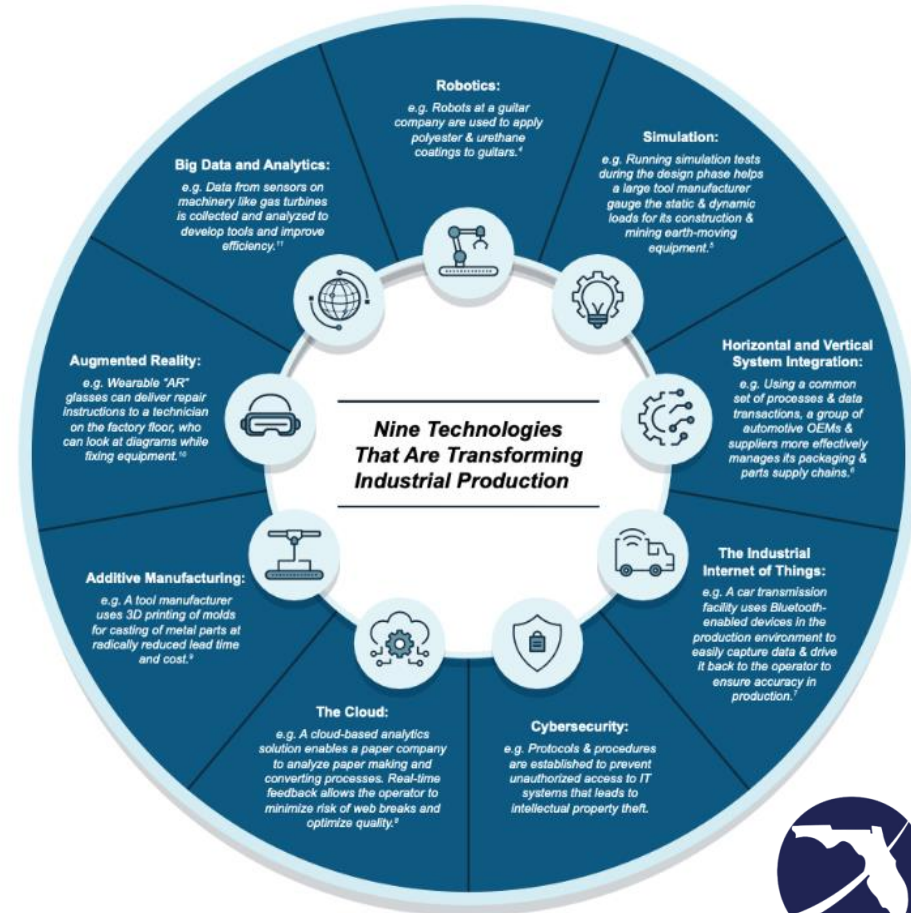 Robotics:
e.g. Robots at a guitar
company are used to apply
polyester & urethane
coatings to guitars.⁴
Simulation:
e.g. Running simulation tests
during the design phase helps
a large tool manufacturer
gauge the static & dynamic
loads for its construction &
mining earth-moving
equipment.⁵
Horizontal and Vertical
System Integration:
e.g. Using a common
set of processes & data
transactions, a group of
automotive OEMs &
suppliers more effectively
manages its packaging &
parts supply chains.⁶
The Industrial
Internet of Things:
e.g. A car transmission
facility uses Bluetooth-
enabled devices in the
production environment to
easily capture data & drive
it back to the operator to
ensure accuracy in
production.⁷
Cybersecurity:
e.g. Protocols & procedures
are established to prevent
unauthorized access to IT
systems that leads to
intellectual property theft.
The Cloud:
e.g. A cloud-based analytics
solution enables a paper company
to analyze paper making and
converting processes. Real-time
feedback allows the operator to
minimize risk of web breaks and
optimize quality.⁸
Additive Manufacturing:
e.g. A tool manufacturer
uses 3D printing of molds
for casting of metal parts at
radically reduced lead time
and cost.⁹
Augmented Reality:
e.g. Wearable "AR"
glasses can deliver repair
instructions to a technician
on the factory floor, who
can look at diagrams while
fixing equipment.¹⁰
Big Data and Analytics:
e.g. Data from sensors on
machinery like gas turbines
is collected and analyzed to
develop tools and improve
efficiency.¹¹
Nine Technologies
That Are Transforming
Industrial Production